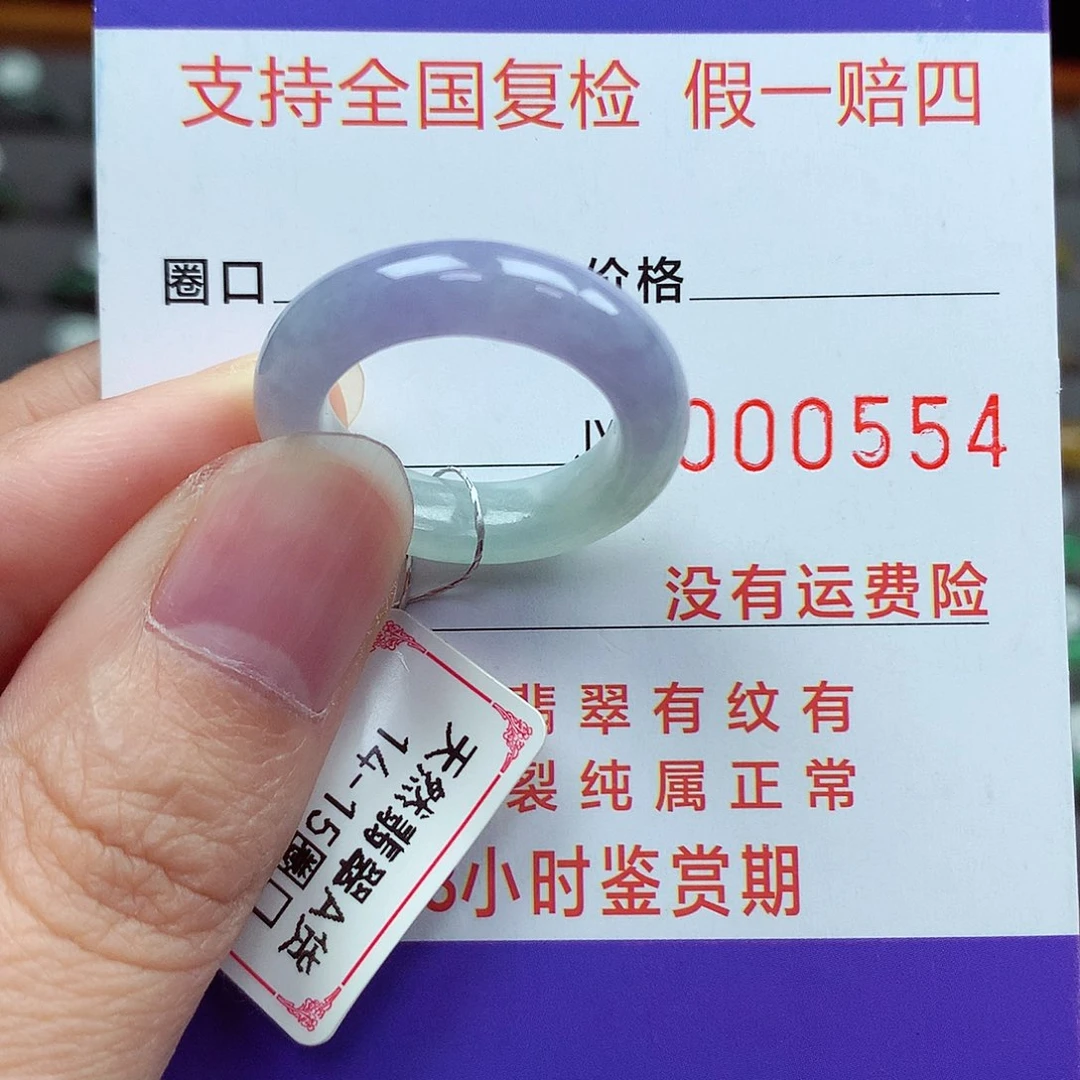 支持全国复检 假一赔四
圈口 价格
000554
没有运费险
翡翠有纹有
裂纯属正常
小时鉴赏期
天然翡翠A货
14-15圈口